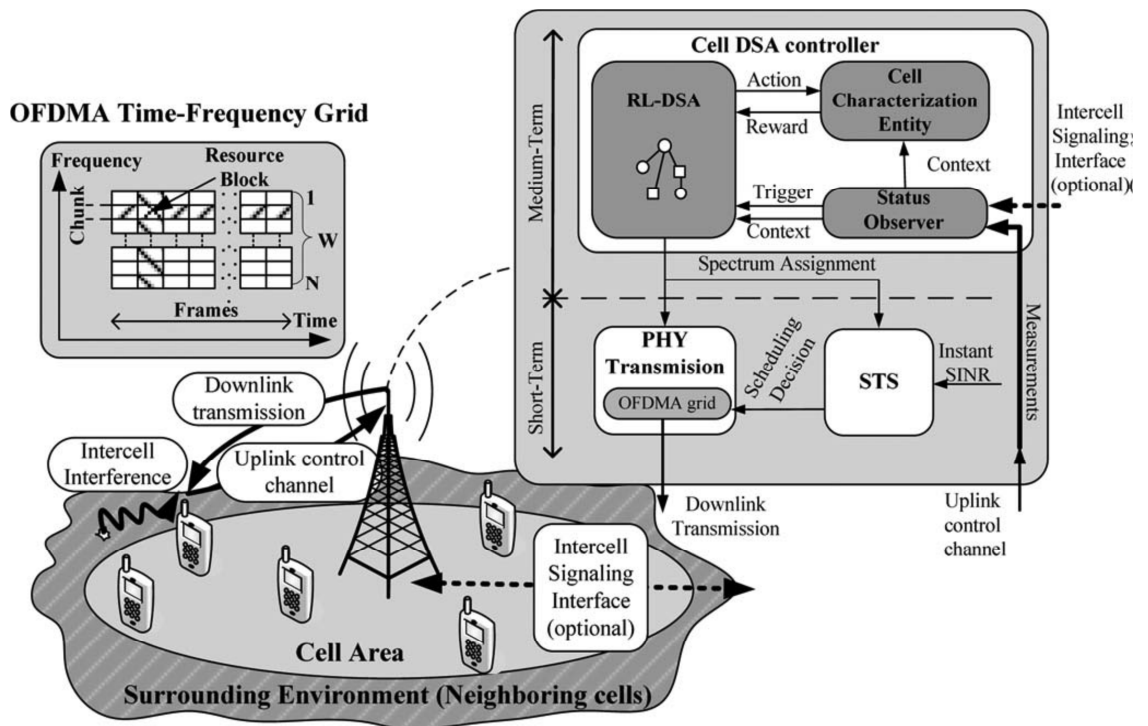 OFDMA Time-Frequency Grid
Frequency
Resource
Block
Chunk
1
W
N
Frames
Time
Cell DSA controller
Medium-Term
RL-DSA
Action
Reward
Cell
Characterization
Entity
Context
Trigger
Context
Status
Observer
Intercell
Signaling;
Interface
(optional)(
Spectrum Assignment
Short-Term
PHY
Transmision
OFDMA grid
Scheduling
Decision
STS
Instant
SINR
Measurements
Downlink
Transmission
Uplink
control
channel
Downlink
transmission
Intercell
Interference
Uplink control
channel
Intercell
Signaling
Interface
(optional)
Cell Area
Surrounding Environment (Neighboring cells)